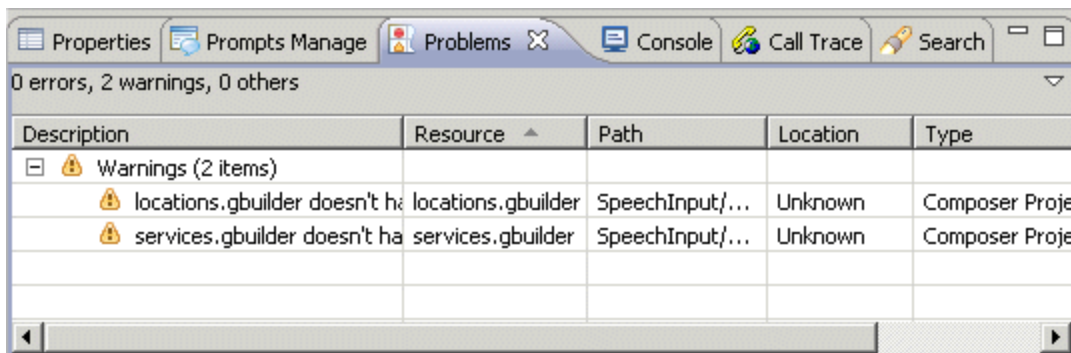 Properties Prompts Manage Problems Console Call Trace Search
0 errors, 2 warnings, 0 others
Description Resource Path Location Type
Warnings (2 items)
locations.gbuilder doesn't ha locations.gbuilder SpeechInput/... Unknown Composer Proje
services.gbuilder doesn't ha services.gbuilder SpeechInput/... Unknown Composer Proje